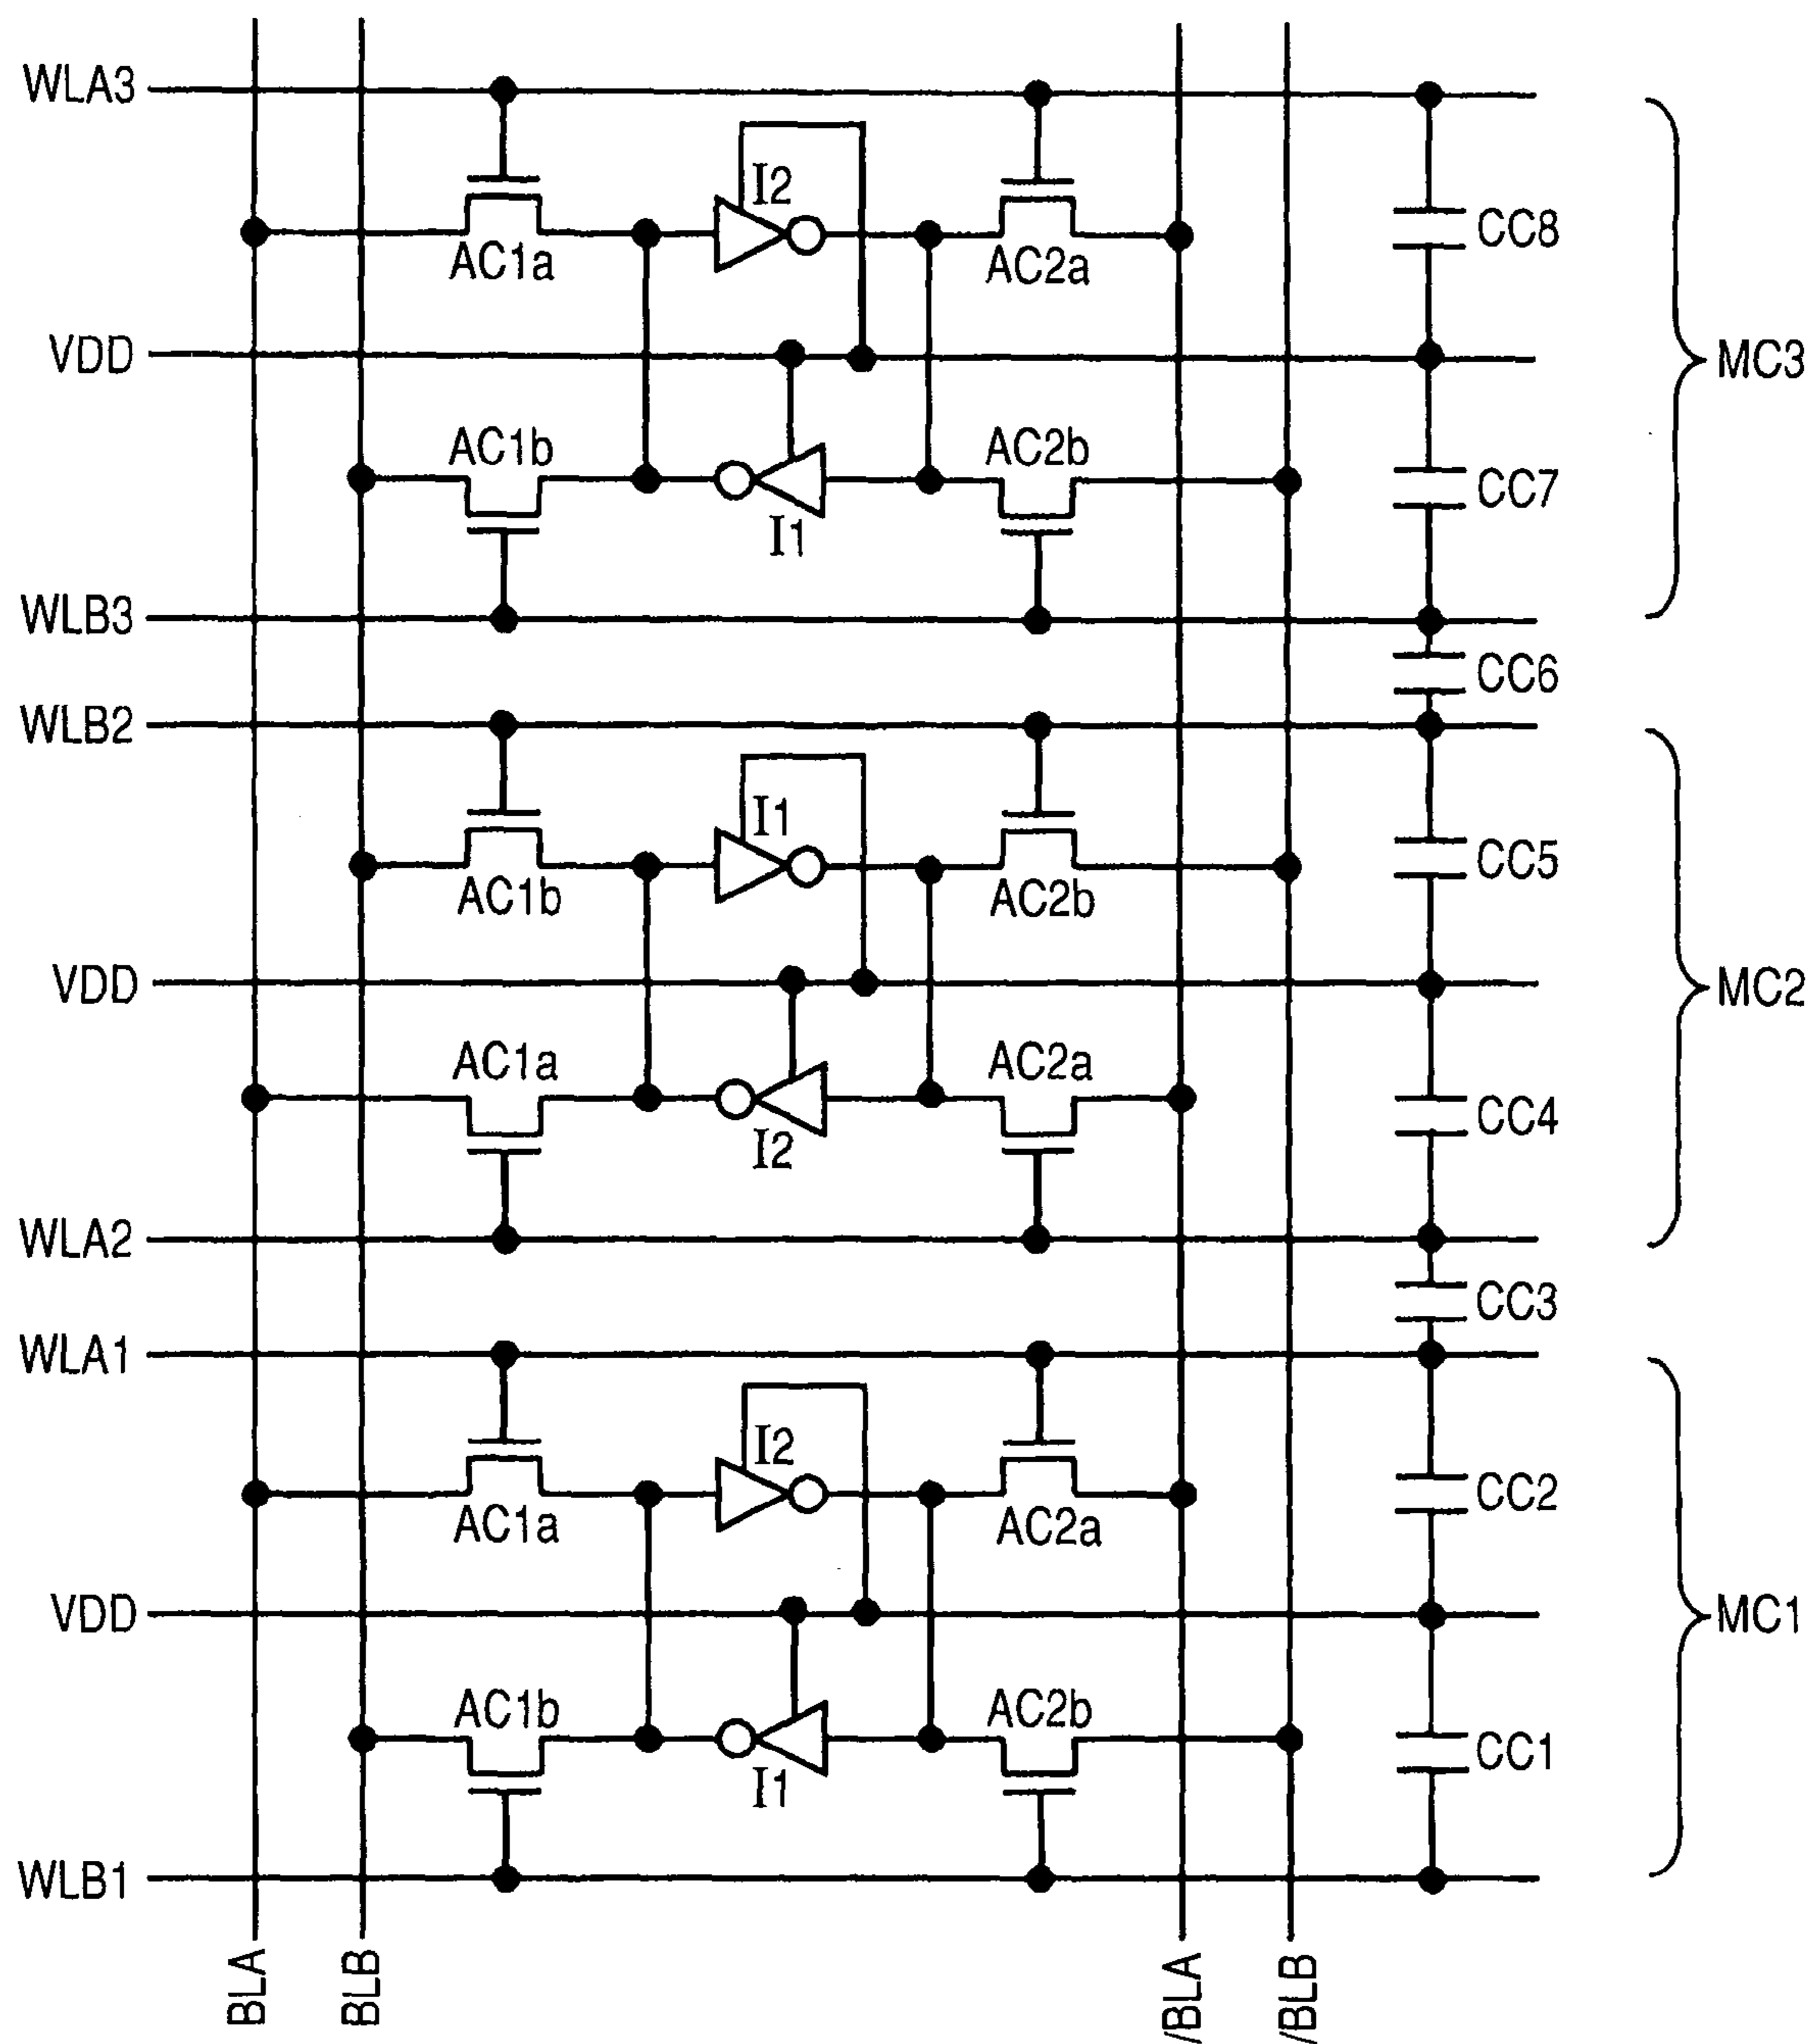 WLA3
I2
AC1a
AC2a
CC8
VDD
MC3
AC1b
AC2b
CC7
I1
WLB3
CC6
WLB2
I1
AC1b
AC2b
CC5
VDD
MC2
AC1a
AC2a
CC4
I2
WLA2
CC3
WLA1
I2
AC1a
AC2a
CC2
VDD
MC1
AC1b
AC2b
CC1
I1
WLB1
BLA
BLB
/BLA
/BLB